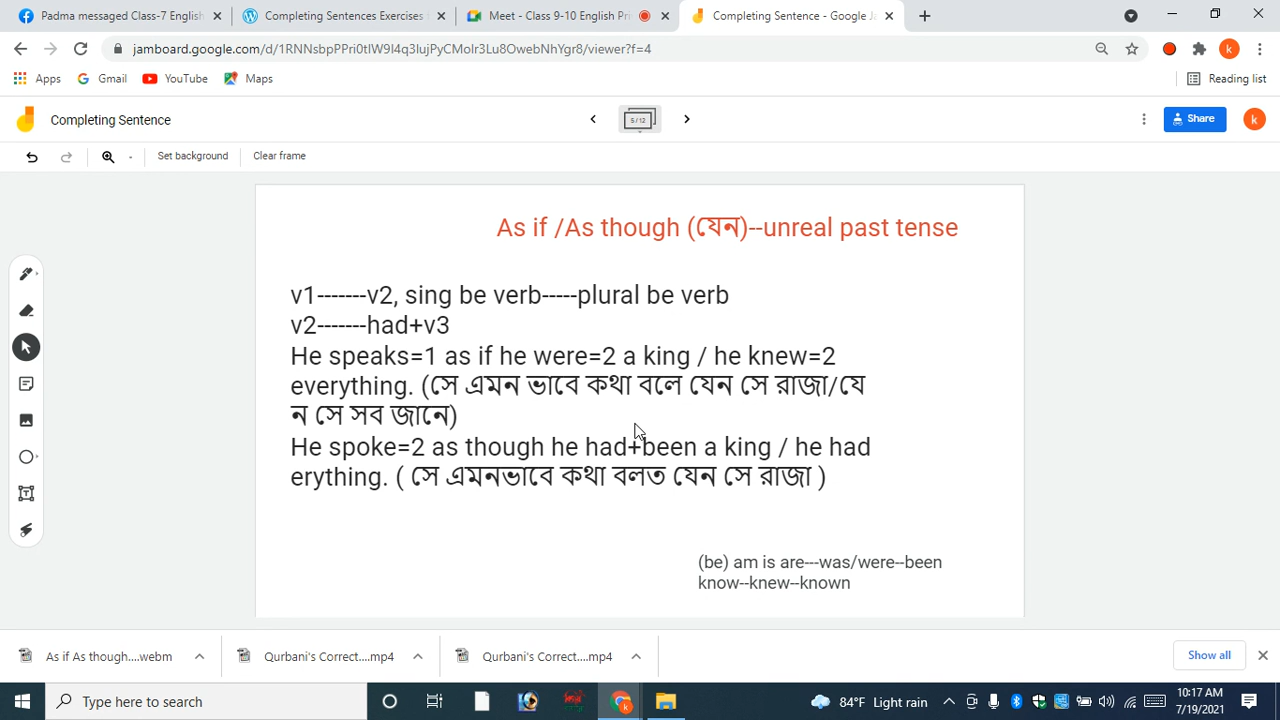 Padma messaged Class-7 English
Completing Sentences Exercises
Meet - Class 9-10 English Pri
Completing Sentence - Google Ja
jamboard.google.com/d/1RNNsbpPPri0tlW9I4q3lujPyCMolr3Lu8OwebNhYgr8/viewer?f=4
Apps Gmail YouTube Maps Reading list
Completing Sentence 5 / 12 Share
Set background Clear frame
As if /As though (যেন)--unreal past tense
v1-------v2, sing be verb-----plural be verb
v2-------had+v3
He speaks=1 as if he were=2 a king / he knew=2
everything. (সে এমন ভাবে কথা বলে যেন সে রাজা/যে
ন সে সব জানে)
He spoke=2 as though he had+been a king / he had
erything. ( সে এমনভাবে কথা বলত যেন সে রাজা )
(be) am is are---was/were--been
know--knew--known
As if As though....webm Qurbani's Correct....mp4 Qurbani's Correct....mp4 Show all
Type here to search 84°F Light rain 10:17 AM
7/19/2021